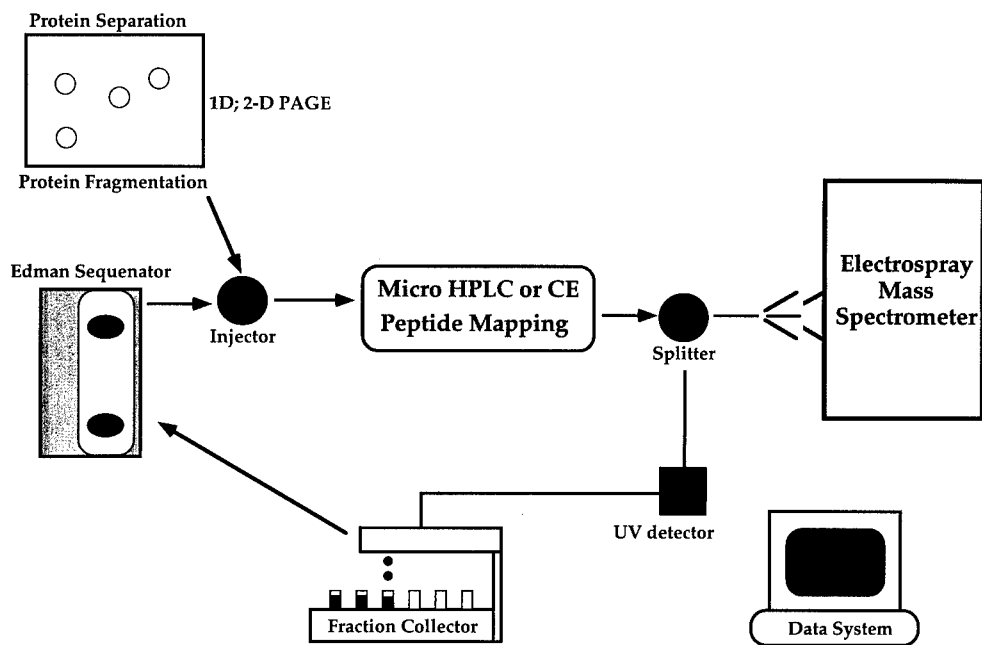 Protein Separation
1D; 2-D PAGE
Protein Fragmentation
Edman Sequenator
Injector
Micro HPLC or CE
Peptide Mapping
Splitter
Electrospray
Mass
Spectrometer
UV detector
Fraction Collector
Data System